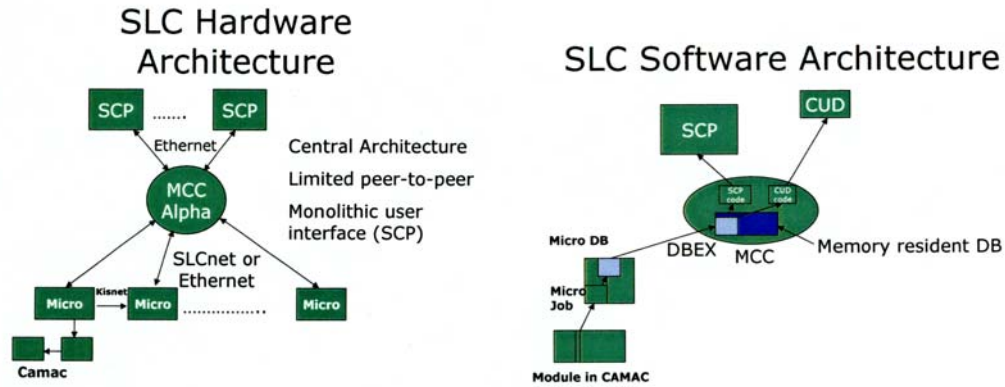 SLC Hardware
Architecture
SCP ....... SCP
Ethernet
MCC
Alpha
Central Architecture
Limited peer-to-peer
Monolithic user
interface (SCP)
SLCnet or
Ethernet
Micro
Kisnet
Micro
................
Micro
Camac
SLC Software Architecture
SCP
CUD
SCP
code
CUD
code
Micro DB
DBEX
MCC
Memory resident DB
Micro
Job
Module in CAMAC